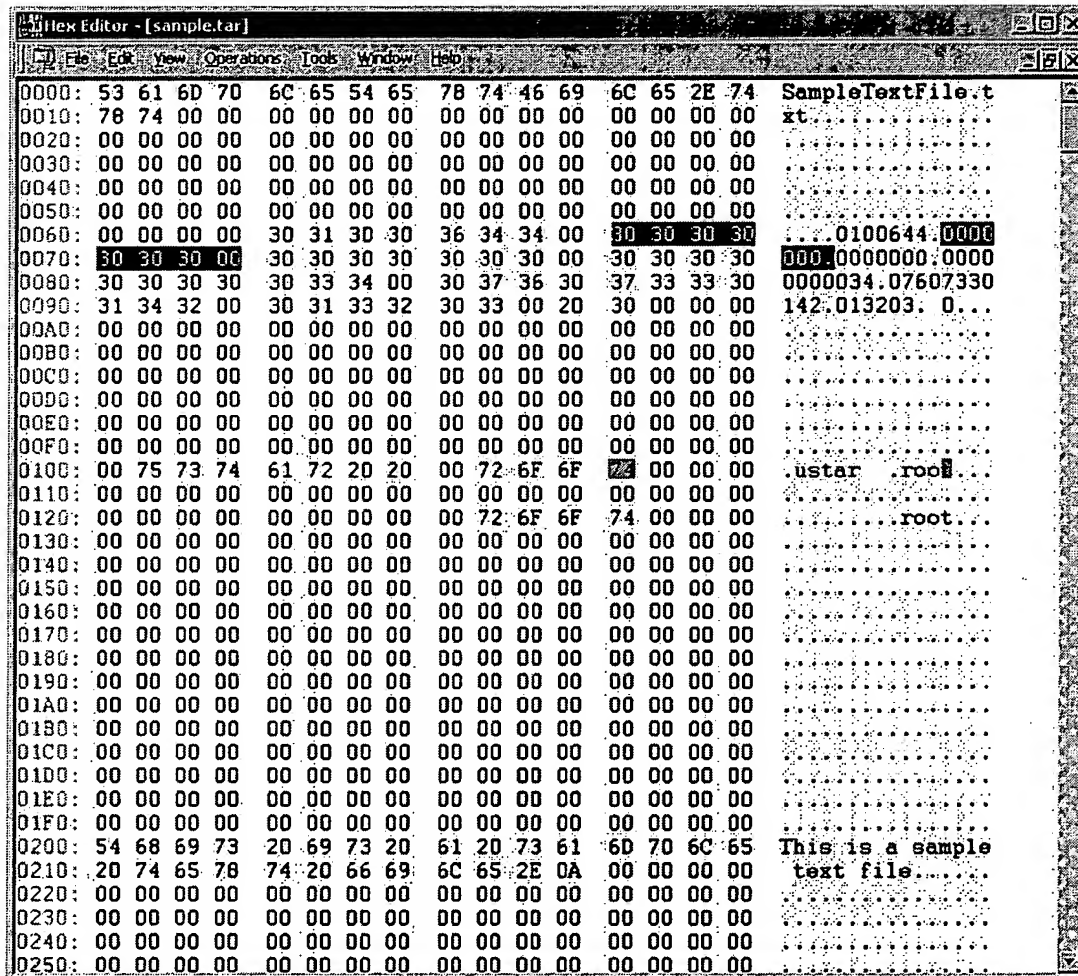 Hex Editor - [sample.tar]
File Edit View Operations Tools Window Help
0000: 53 61 6D 70 6C 65 54 65 78 74 46 69 6C 65 2E 74 SampleTextFile.t
0010: 78 74 00 00 00 00 00 00 00 00 00 00 00 00 00 00 xt..............
0020: 00 00 00 00 00 00 00 00 00 00 00 00 00 00 00 00 ................
0030: 00 00 00 00 00 00 00 00 00 00 00 00 00 00 00 00 ................
0040: 00 00 00 00 00 00 00 00 00 00 00 00 00 00 00 00 ................
0050: 00 00 00 00 00 00 00 00 00 00 00 00 00 00 00 00 ................
0060: 00 00 00 00 30 31 30 30 36 34 34 00 30 30 30 30 ....0100644.0000
0070: 30 30 30 00 30 30 30 30 30 30 30 00 30 30 30 30 000.0000000.0000
0080: 30 30 30 30 30 33 34 00 30 37 36 30 37 33 33 30 0000034.07607330
0090: 31 34 32 00 30 31 33 32 30 33 00 20 30 00 00 00 142.013203. 0...
00A0: 00 00 00 00 00 00 00 00 00 00 00 00 00 00 00 00 ................
00B0: 00 00 00 00 00 00 00 00 00 00 00 00 00 00 00 00 ................
00C0: 00 00 00 00 00 00 00 00 00 00 00 00 00 00 00 00 ................
00D0: 00 00 00 00 00 00 00 00 00 00 00 00 00 00 00 00 ................
00E0: 00 00 00 00 00 00 00 00 00 00 00 00 00 00 00 00 ................
00F0: 00 00 00 00 00 00 00 00 00 00 00 00 00 00 00 00 ................
0100: 00 75 73 74 61 72 20 20 00 72 6F 6F 74 00 00 00 .ustar  .root...
0110: 00 00 00 00 00 00 00 00 00 00 00 00 00 00 00 00 ................
0120: 00 00 00 00 00 00 00 00 00 72 6F 6F 74 00 00 00 .........root...
0130: 00 00 00 00 00 00 00 00 00 00 00 00 00 00 00 00 ................
0140: 00 00 00 00 00 00 00 00 00 00 00 00 00 00 00 00 ................
0150: 00 00 00 00 00 00 00 00 00 00 00 00 00 00 00 00 ................
0160: 00 00 00 00 00 00 00 00 00 00 00 00 00 00 00 00 ................
0170: 00 00 00 00 00 00 00 00 00 00 00 00 00 00 00 00 ................
0180: 00 00 00 00 00 00 00 00 00 00 00 00 00 00 00 00 ................
0190: 00 00 00 00 00 00 00 00 00 00 00 00 00 00 00 00 ................
01A0: 00 00 00 00 00 00 00 00 00 00 00 00 00 00 00 00 ................
01B0: 00 00 00 00 00 00 00 00 00 00 00 00 00 00 00 00 ................
01C0: 00 00 00 00 00 00 00 00 00 00 00 00 00 00 00 00 ................
01D0: 00 00 00 00 00 00 00 00 00 00 00 00 00 00 00 00 ................
01E0: 00 00 00 00 00 00 00 00 00 00 00 00 00 00 00 00 ................
01F0: 00 00 00 00 00 00 00 00 00 00 00 00 00 00 00 00 ................
0200: 54 68 69 73 20 69 73 20 61 20 73 61 6D 70 6C 65 This is a sample
0210: 20 74 65 78 74 20 66 69 6C 65 2E 0A 00 00 00 00  text file......
0220: 00 00 00 00 00 00 00 00 00 00 00 00 00 00 00 00 ................
0230: 00 00 00 00 00 00 00 00 00 00 00 00 00 00 00 00 ................
0240: 00 00 00 00 00 00 00 00 00 00 00 00 00 00 00 00 ................
0250: 00 00 00 00 00 00 00 00 00 00 00 00 00 00 00 00 ................